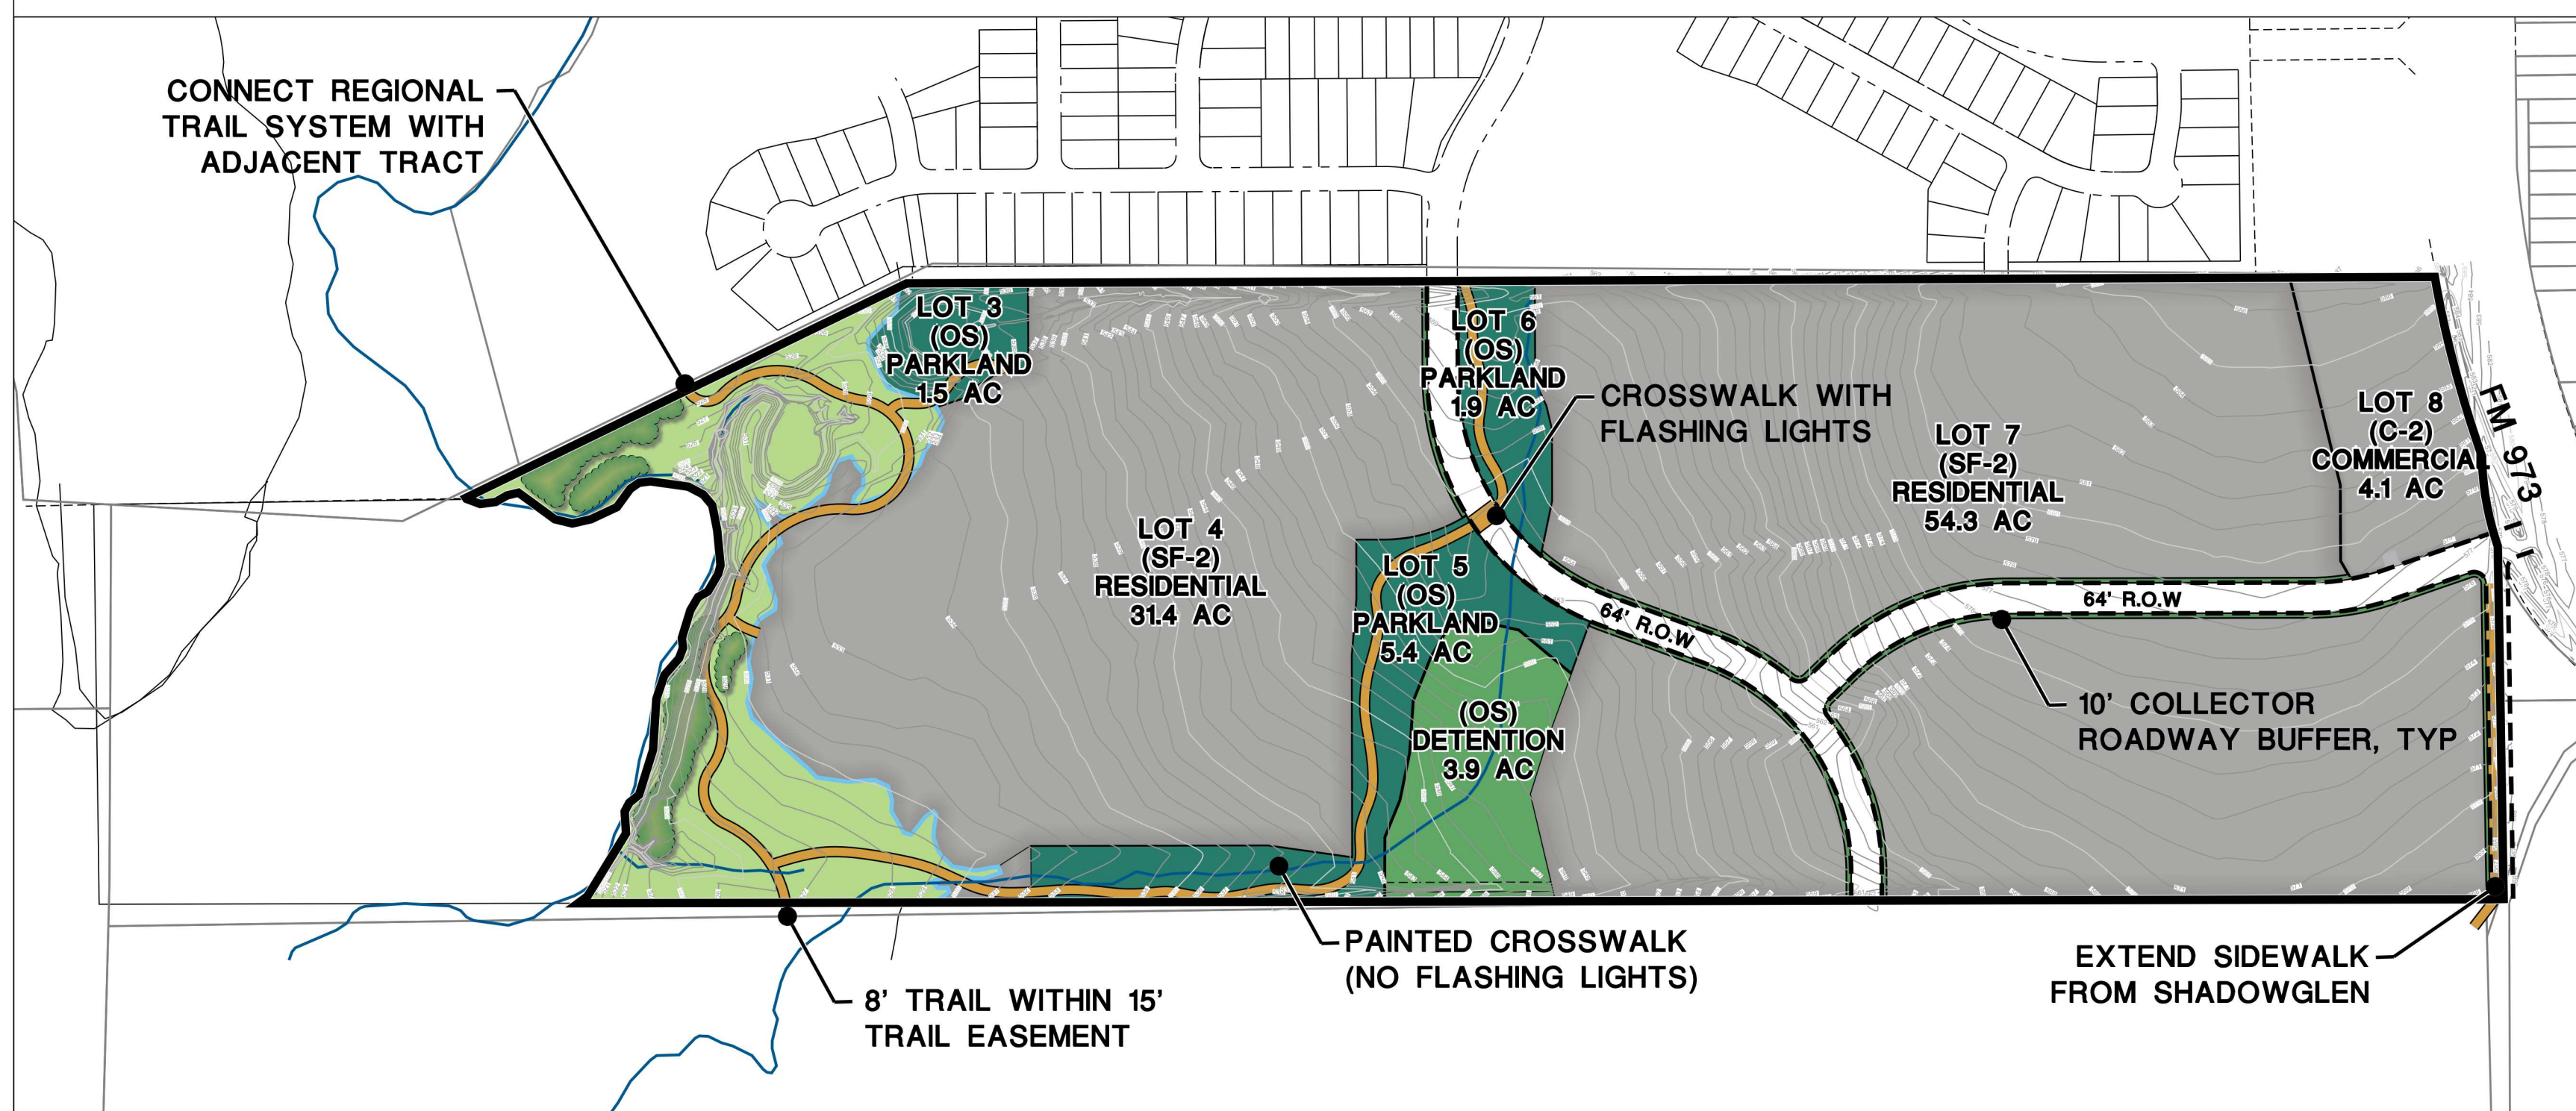 CONNECT REGIONAL
TRAIL SYSTEM WITH
ADJACENT TRACT
LOT 3
(OS)
PARKLAND
1.5 AC
LOT 6
(OS)
PARKLAND
1.9 AC
CROSSWALK WITH
FLASHING LIGHTS
LOT 7
(SF-2)
RESIDENTIAL
54.3 AC
LOT 8
(C-2)
COMMERCIAL
4.1 AC
FM 973
LOT 4
(SF-2)
RESIDENTIAL
31.4 AC
LOT 5
(OS)
PARKLAND
5.4 AC
64' R.O.W
64' R.O.W
(OS)
DETENTION
3.9 AC
10' COLLECTOR
ROADWAY BUFFER, TYP
PAINTED CROSSWALK
(NO FLASHING LIGHTS)
8' TRAIL WITHIN 15'
TRAIL EASEMENT
EXTEND SIDEWALK
FROM SHADOWGLEN